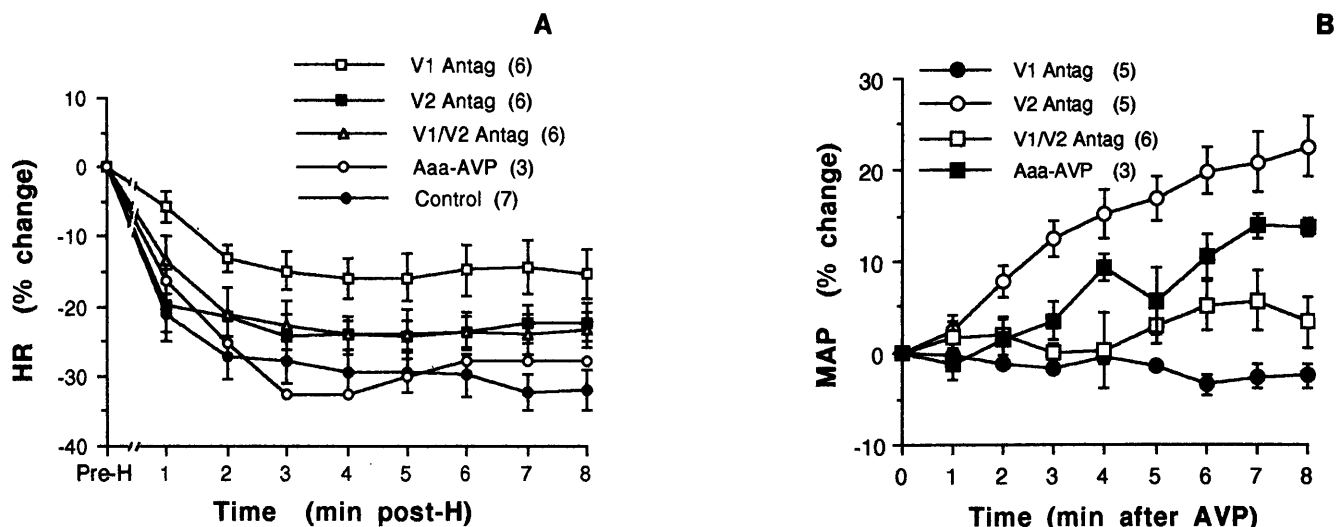 A
V1 Antag (6)
V2 Antag (6)
V1/V2 Antag (6)
Aaa-AVP (3)
Control (7)
HR (% change)
10
0
-10
-20
-30
-40
Pre-H 1 2 3 4 5 6 7 8
Time (min post-H)
B
V1 Antag (5)
V2 Antag (5)
V1/V2 Antag (6)
Aaa-AVP (3)
MAP (% change)
30
20
10
0
-10
0 1 2 3 4 5 6 7 8
Time (min after AVP)